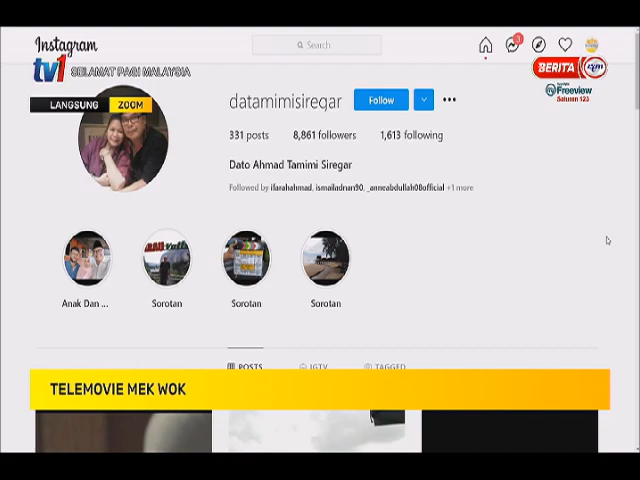 Instagram
Search
3
tv1 SELAMAT PAGI MALAYSIA
BERITA rtm
LANGSUNG ZOOM
Freeview
Saluran 123
datamimisiregar Follow
331 posts 8,861 followers 1,613 following
Dato Ahmad Tamimi Siregar
Followed by ifarahahmad, ismailadnan90, _anneabdullah08official +1 more
Anak Dan ... Sorotan Sorotan Sorotan
POSTS IGTV TAGGED
TELEMOVIE MEK WOK